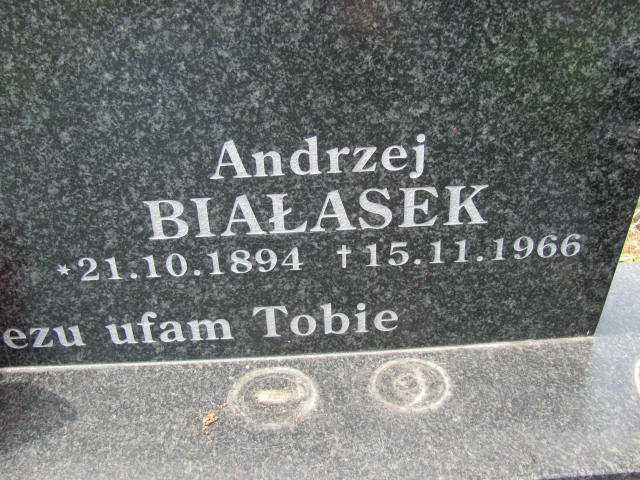 Andrzej
BIAŁASEK
*21.10.1894 †15.11.1966
ezu ufam Tobie